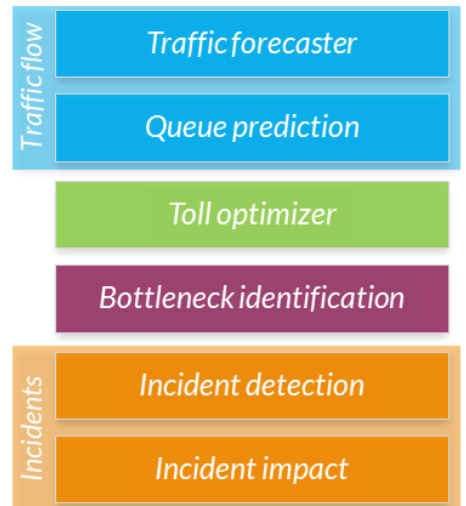 Traffic flow
Traffic forecaster
Queue prediction
Toll optimizer
Bottleneck identification
Incidents
Incident detection
Incident impact